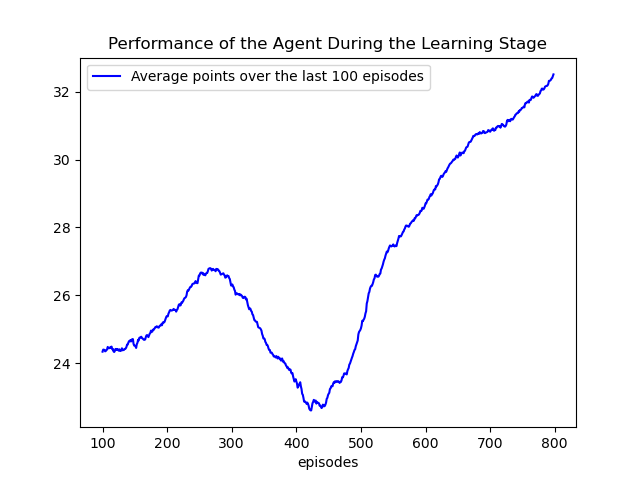 Performance of the Agent During the Learning Stage
Average points over the last 100 episodes
32
30
28
26
24
100 200 300 400 500 600 700 800
episodes